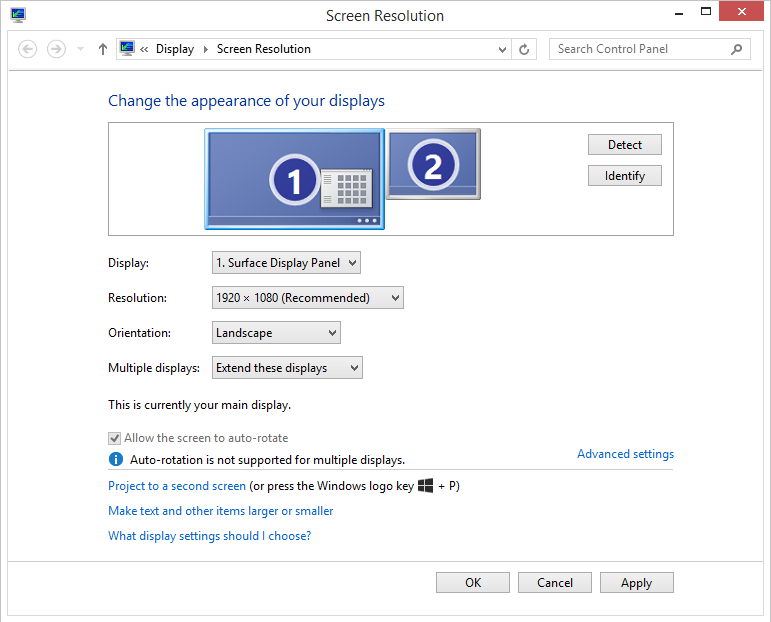 Screen Resolution
« Display Screen Resolution
Search Control Panel
Change the appearance of your displays
1
2
Detect
Identify
Display: 1. Surface Display Panel
Resolution: 1920 × 1080 (Recommended)
Orientation: Landscape
Multiple displays: Extend these displays
This is currently your main display.
Allow the screen to auto-rotate
Auto-rotation is not supported for multiple displays.
Advanced settings
Project to a second screen (or press the Windows logo key + P)
Make text and other items larger or smaller
What display settings should I choose?
OK Cancel Apply